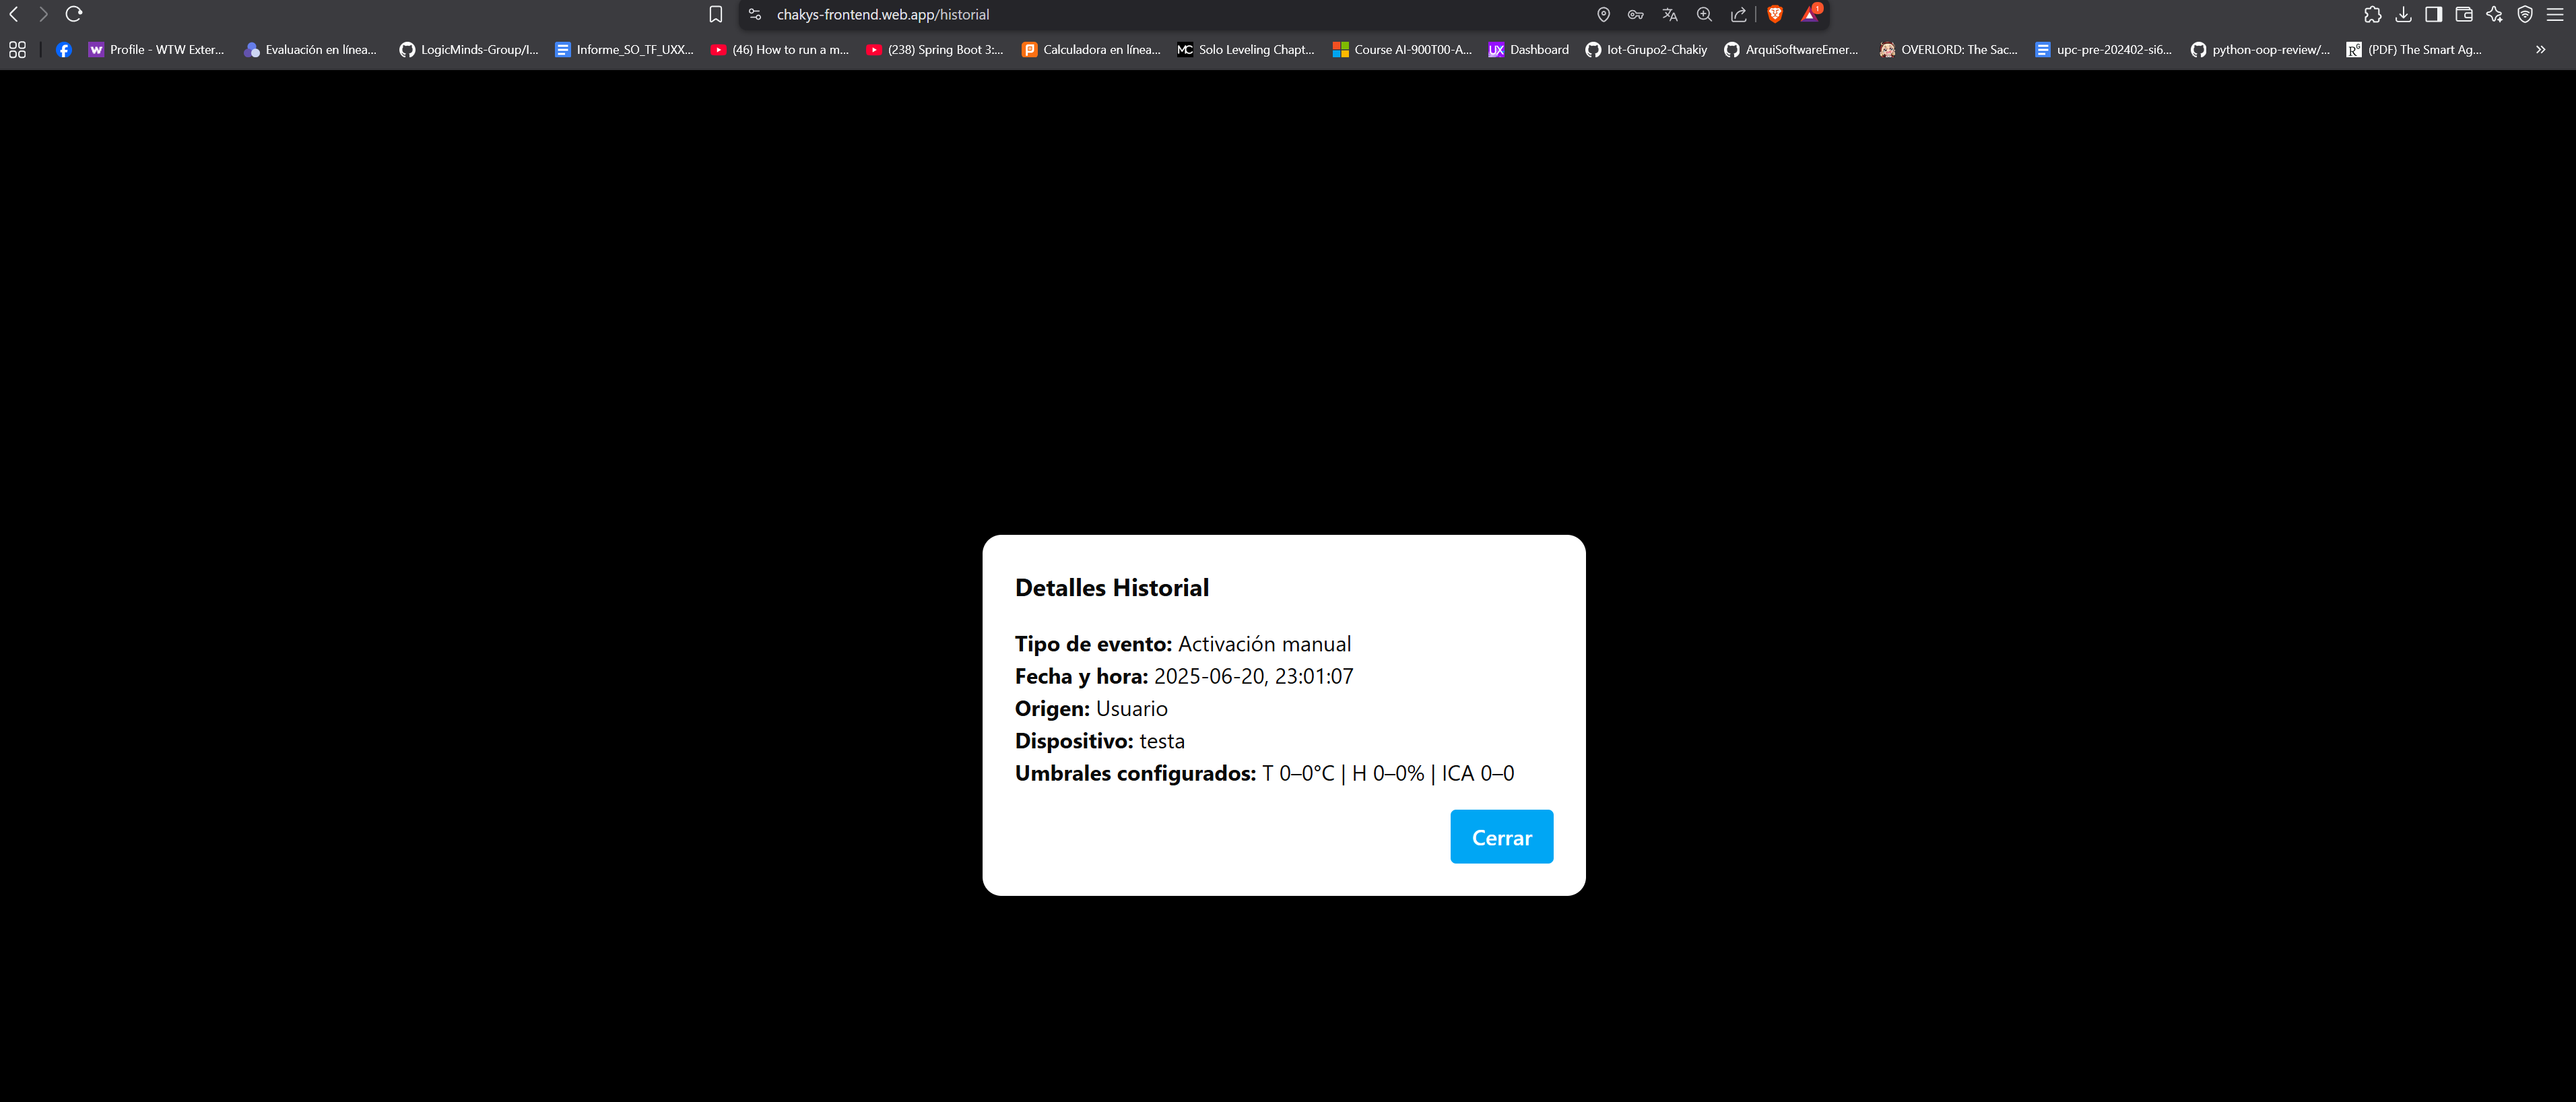 chakys-frontend.web.app/historial
1
Profile - WTW Exter...
Evaluación en línea...
LogicMinds-Group/I...
Informe_SO_TF_UXX...
(46) How to run a m...
(238) Spring Boot 3:...
Calculadora en línea...
MC Solo Leveling Chapt...
Course AI-900T00-A...
UX Dashboard
Iot-Grupo2-Chakiy
ArquiSoftwareEmer...
OVERLORD: The Sac...
upc-pre-202402-si6...
python-oop-review/...
(PDF) The Smart Ag...
Detalles Historial
Tipo de evento: Activación manual
Fecha y hora: 2025-06-20, 23:01:07
Origen: Usuario
Dispositivo: testa
Umbrales configurados: T 0–0°C | H 0–0% | ICA 0–0
Cerrar